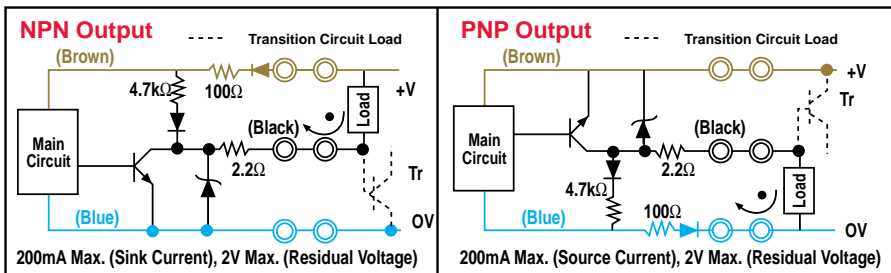 NPN Output
Transition Circuit Load
(Brown)
4.7kΩ
100Ω
+V
Load
Main
Circuit
(Black)
2.2Ω
Tr
(Blue)
OV
200mA Max. (Sink Current), 2V Max. (Residual Voltage)
PNP Output
Transition Circuit Load
(Brown)
+V
Tr
Main
Circuit
(Black)
2.2Ω
4.7kΩ
Load
100Ω
(Blue)
OV
200mA Max. (Source Current), 2V Max. (Residual Voltage)